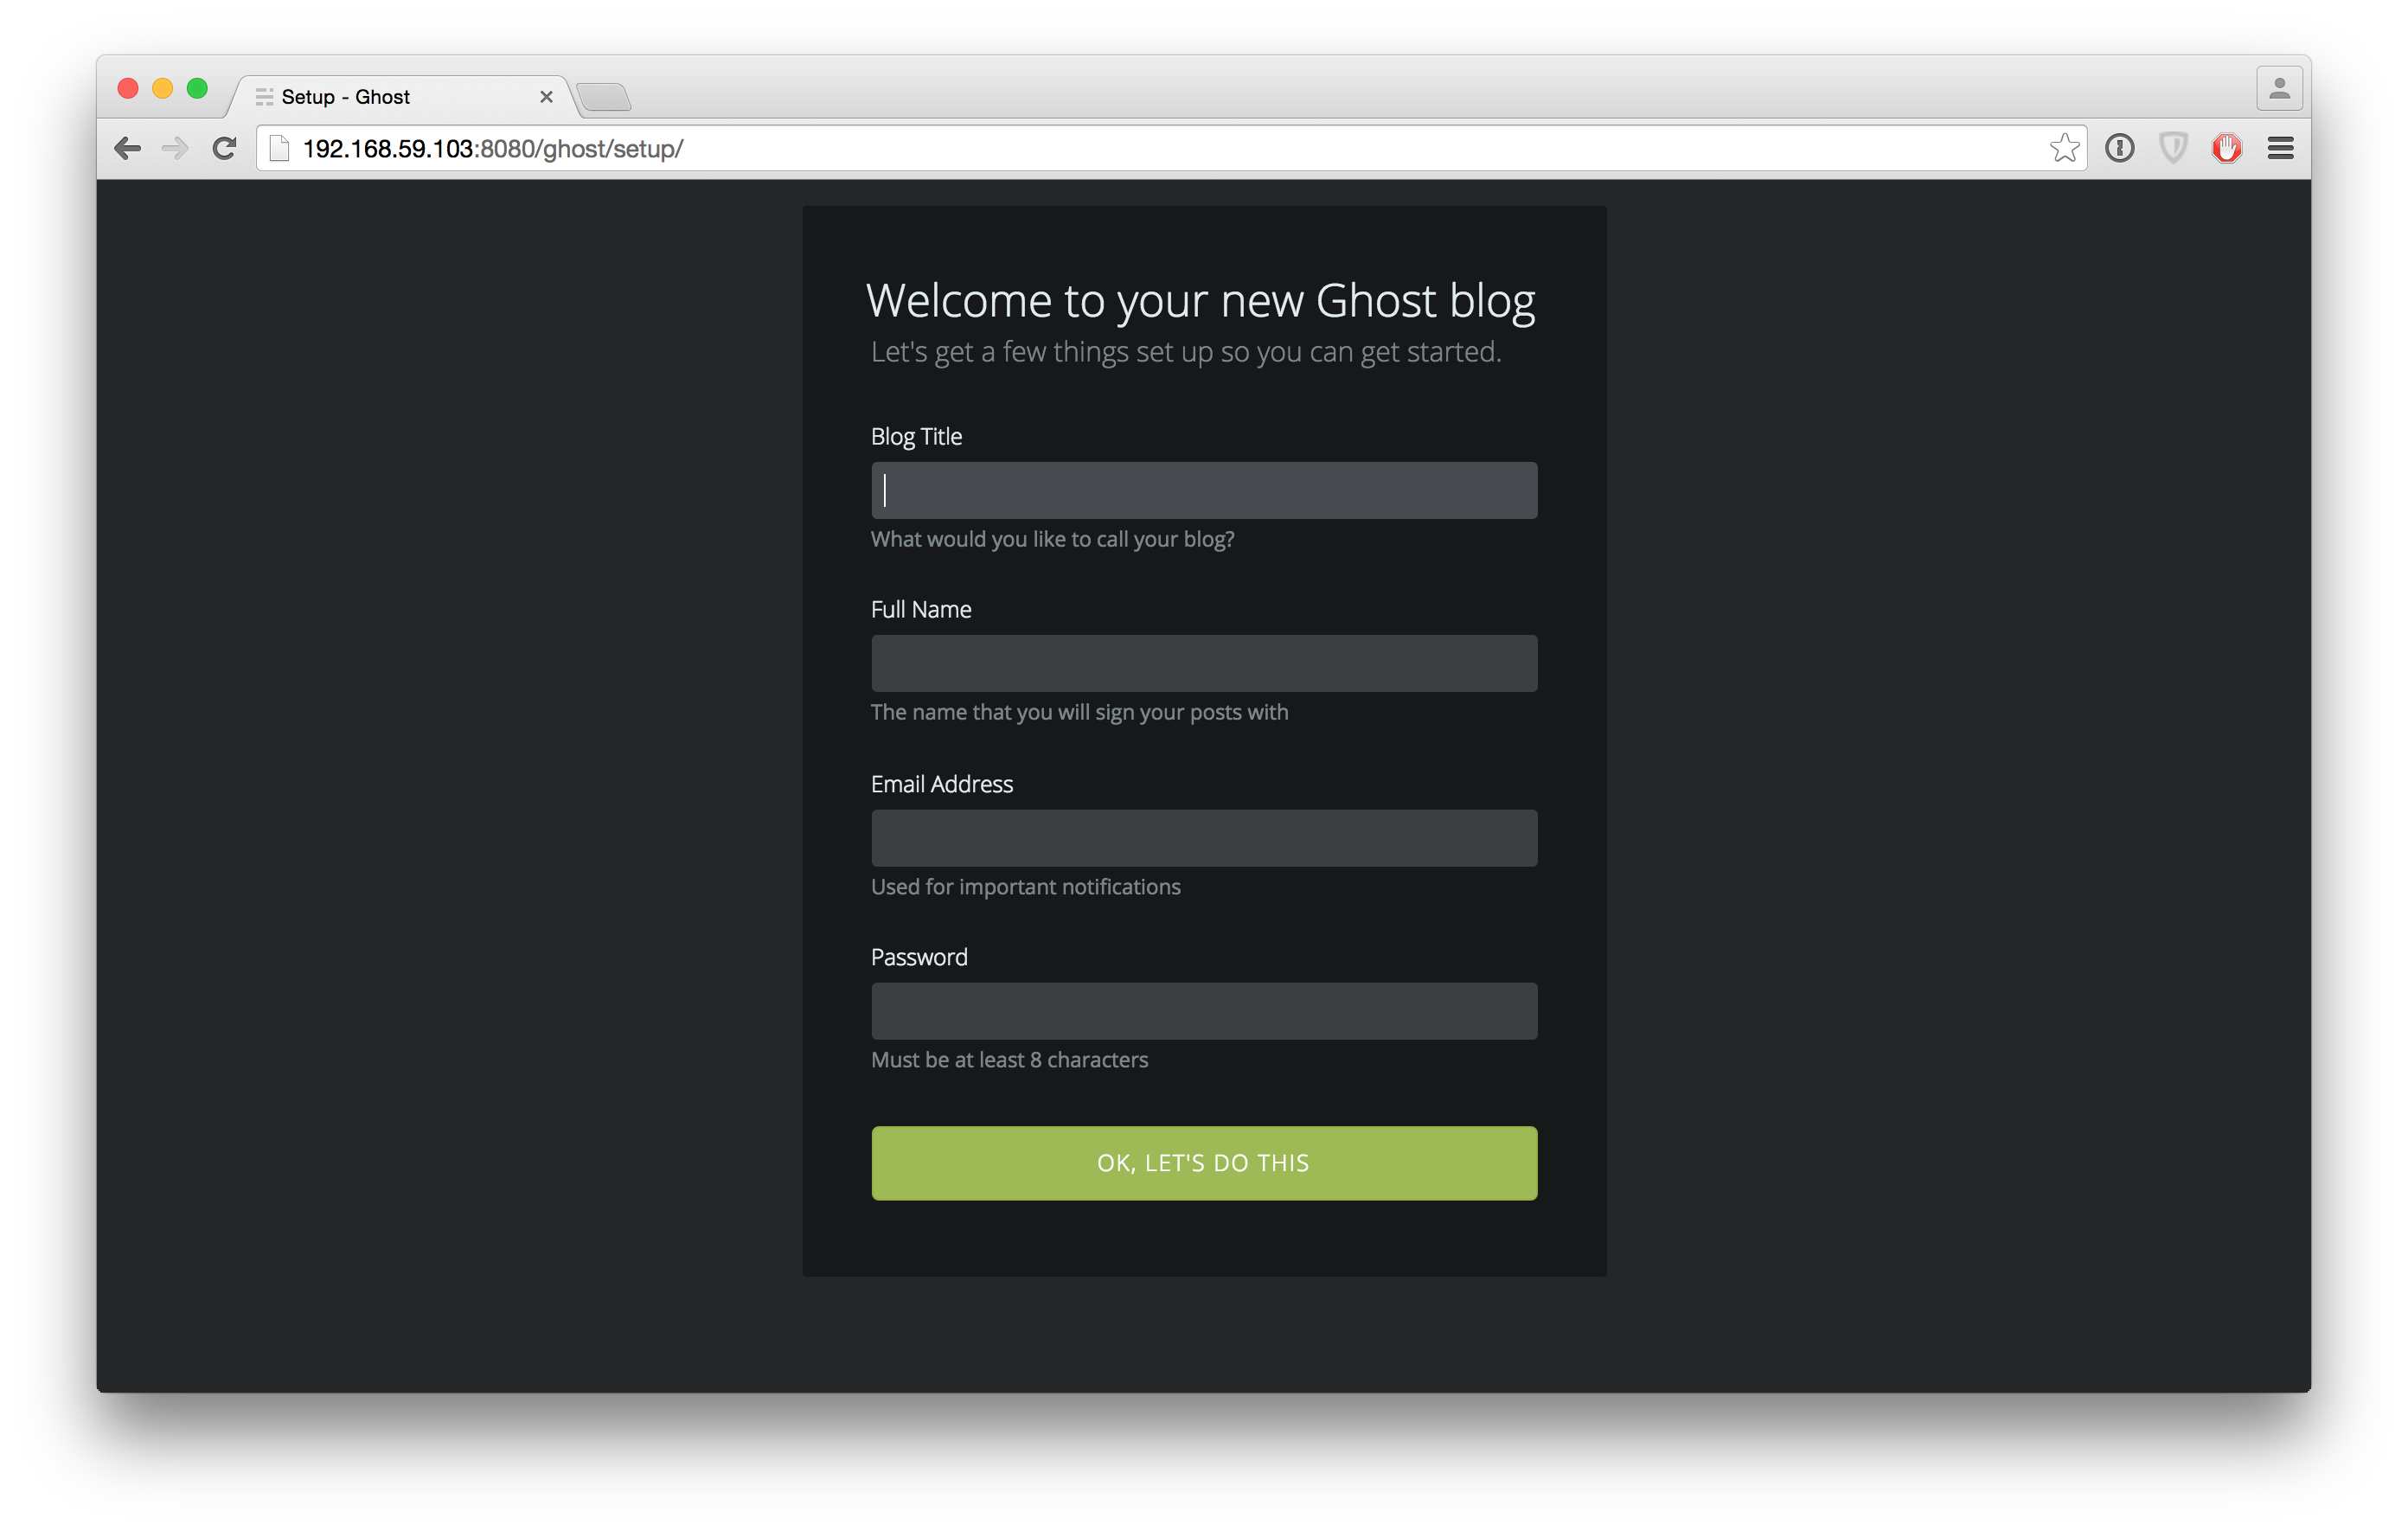 Setup - Ghost
192.168.59.103:8080/ghost/setup/
Welcome to your new Ghost blog
Let's get a few things set up so you can get started.
Blog Title
What would you like to call your blog?
Full Name
The name that you will sign your posts with
Email Address
Used for important notifications
Password
Must be at least 8 characters
OK, LET'S DO THIS